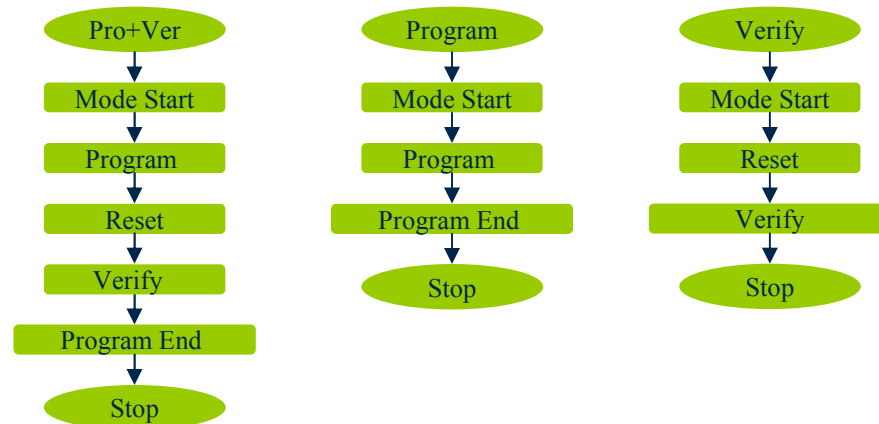 Pro+Ver
Mode Start
Program
Reset
Verify
Program End
Stop
Program
Mode Start
Program
Program End
Stop
Verify
Mode Start
Reset
Verify
Stop